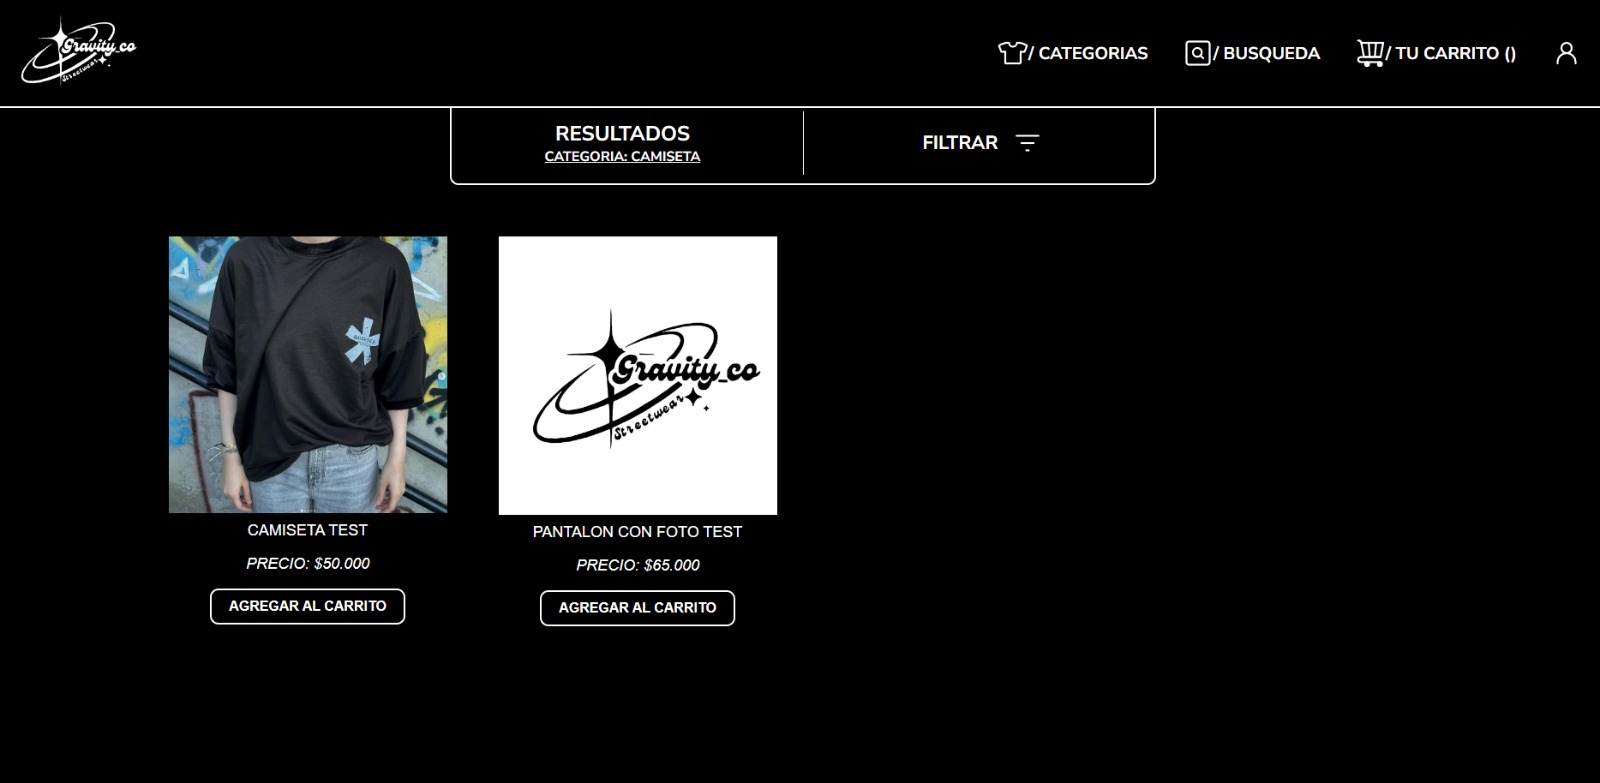 Gravity_co
Streetwear
/ CATEGORIAS
/ BUSQUEDA
/ TU CARRITO ()
RESULTADOS
CATEGORIA: CAMISETA
FILTRAR
Gravity_co
Streetwear
CAMISETA TEST
PRECIO: $50.000
AGREGAR AL CARRITO
PANTALON CON FOTO TEST
PRECIO: $65.000
AGREGAR AL CARRITO